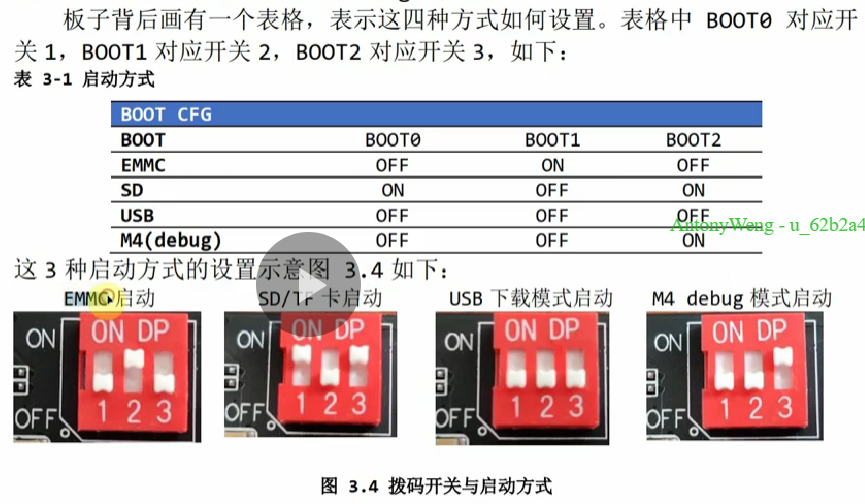 板子背后画有一个表格，表示这四种方式如何设置。表格中 BOOT0 对应开
关 1，BOOT1 对应开关 2，BOOT2 对应开关 3，如下：
表 3-1 启动方式
BOOT CFG
BOOT BOOT0 BOOT1 BOOT2
EMMC OFF ON OFF
SD ON OFF ON
USB OFF OFF OFF
AntonyWeng - u_62b2a4
M4(debug) OFF OFF ON
这 3 种启动方式的设置示意图 3.4 如下：
EMMC 启动 SD/TF 卡启动 USB 下载模式启动 M4 debug 模式启动
ON ON DP ON ON DP ON ON DP ON ON DP
OFF 1 2 3 OFF 1 2 3 OFF 1 2 3 OFF 1 2 3
图 3.4 拨码开关与启动方式